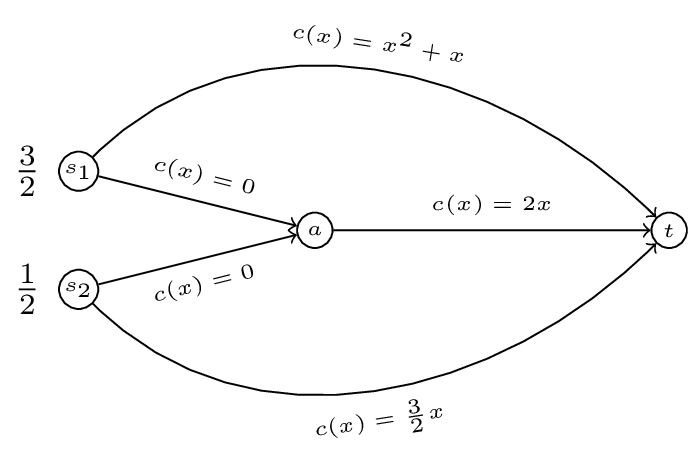 c(x) = x² + x
3/2
s₁
c(x) = 0
c(x) = 2x
a
t
1/2
s₂
c(x) = 0
c(x) = 3/2 x